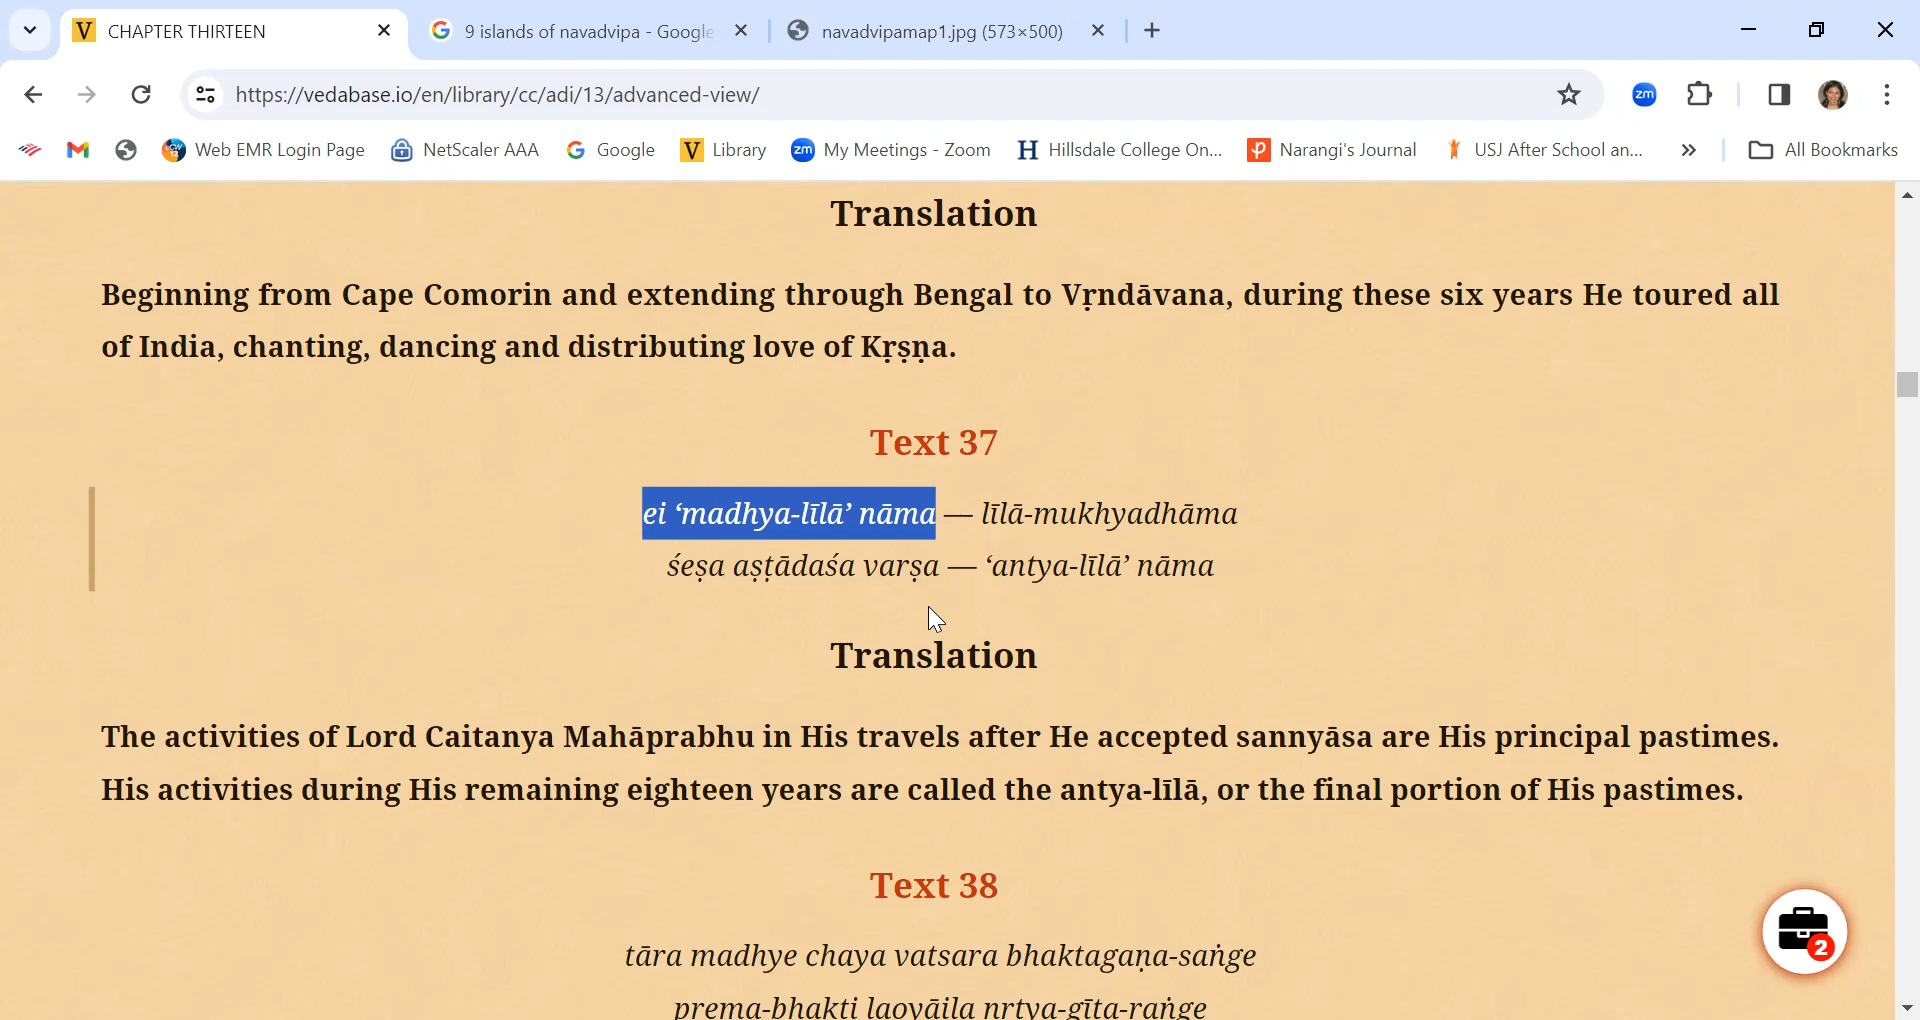 CHAPTER THIRTEEN
9 islands of navadvipa - Google
navadvipamap1.jpg (573×500)
https://vedabase.io/en/library/cc/adi/13/advanced-view/
zm
Web EMR Login Page
NetScaler AAA
Google
Library
zm My Meetings - Zoom
Hillsdale College On...
Narangi's Journal
USJ After School an...
»
All Bookmarks
Translation
Beginning from Cape Comorin and extending through Bengal to Vṛndāvana, during these six years He toured all
of India, chanting, dancing and distributing love of Kṛṣṇa.
Text 37
ei ‘madhya-līlā’ nāma — līlā-mukhyadhāma
śeṣa aṣṭādaśa varṣa — ‘antya-līlā’ nāma
Translation
The activities of Lord Caitanya Mahāprabhu in His travels after He accepted sannyāsa are His principal pastimes.
His activities during His remaining eighteen years are called the antya-līlā, or the final portion of His pastimes.
Text 38
tāra madhye chaya vatsara bhaktagaṇa-saṅge
prema-bhakti laoyāila nṛtya-gīta-raṅge
2